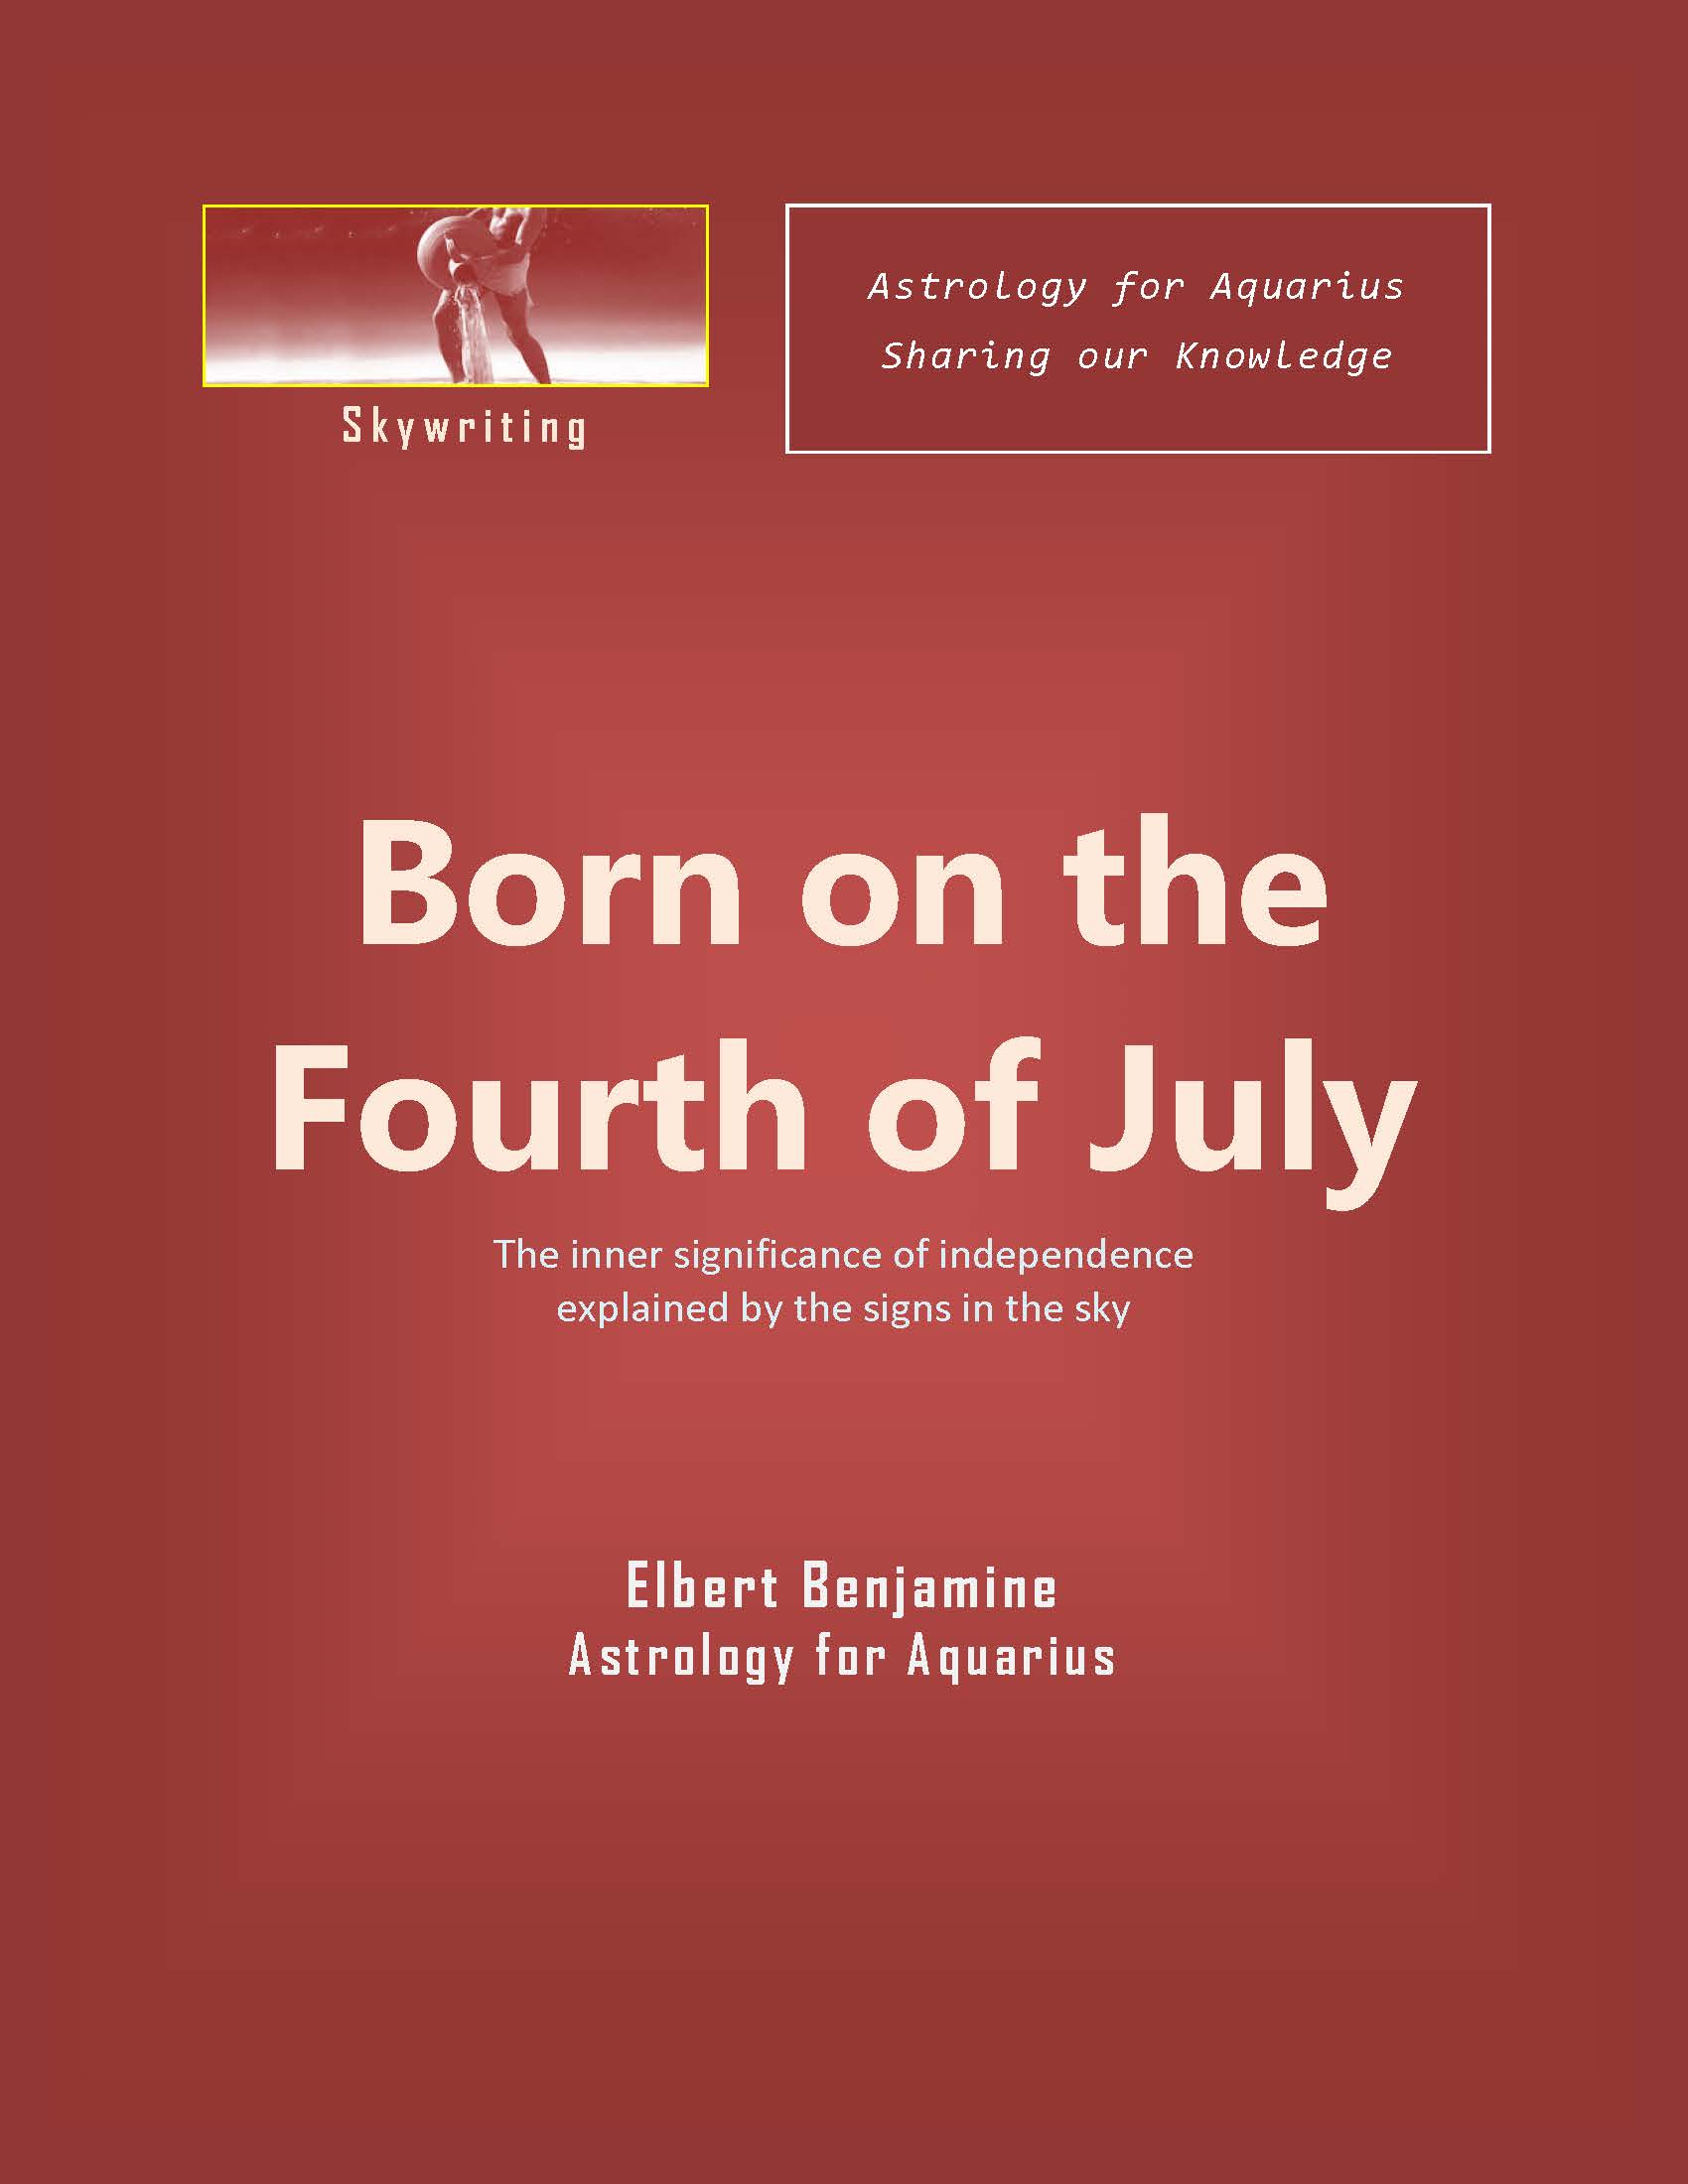 Astrology for Aquarius
Sharing our Knowledge
Skywriting
Born on the
Fourth of July
The inner significance of independence
explained by the signs in the sky
Elbert Benjamine
Astrology for Aquarius